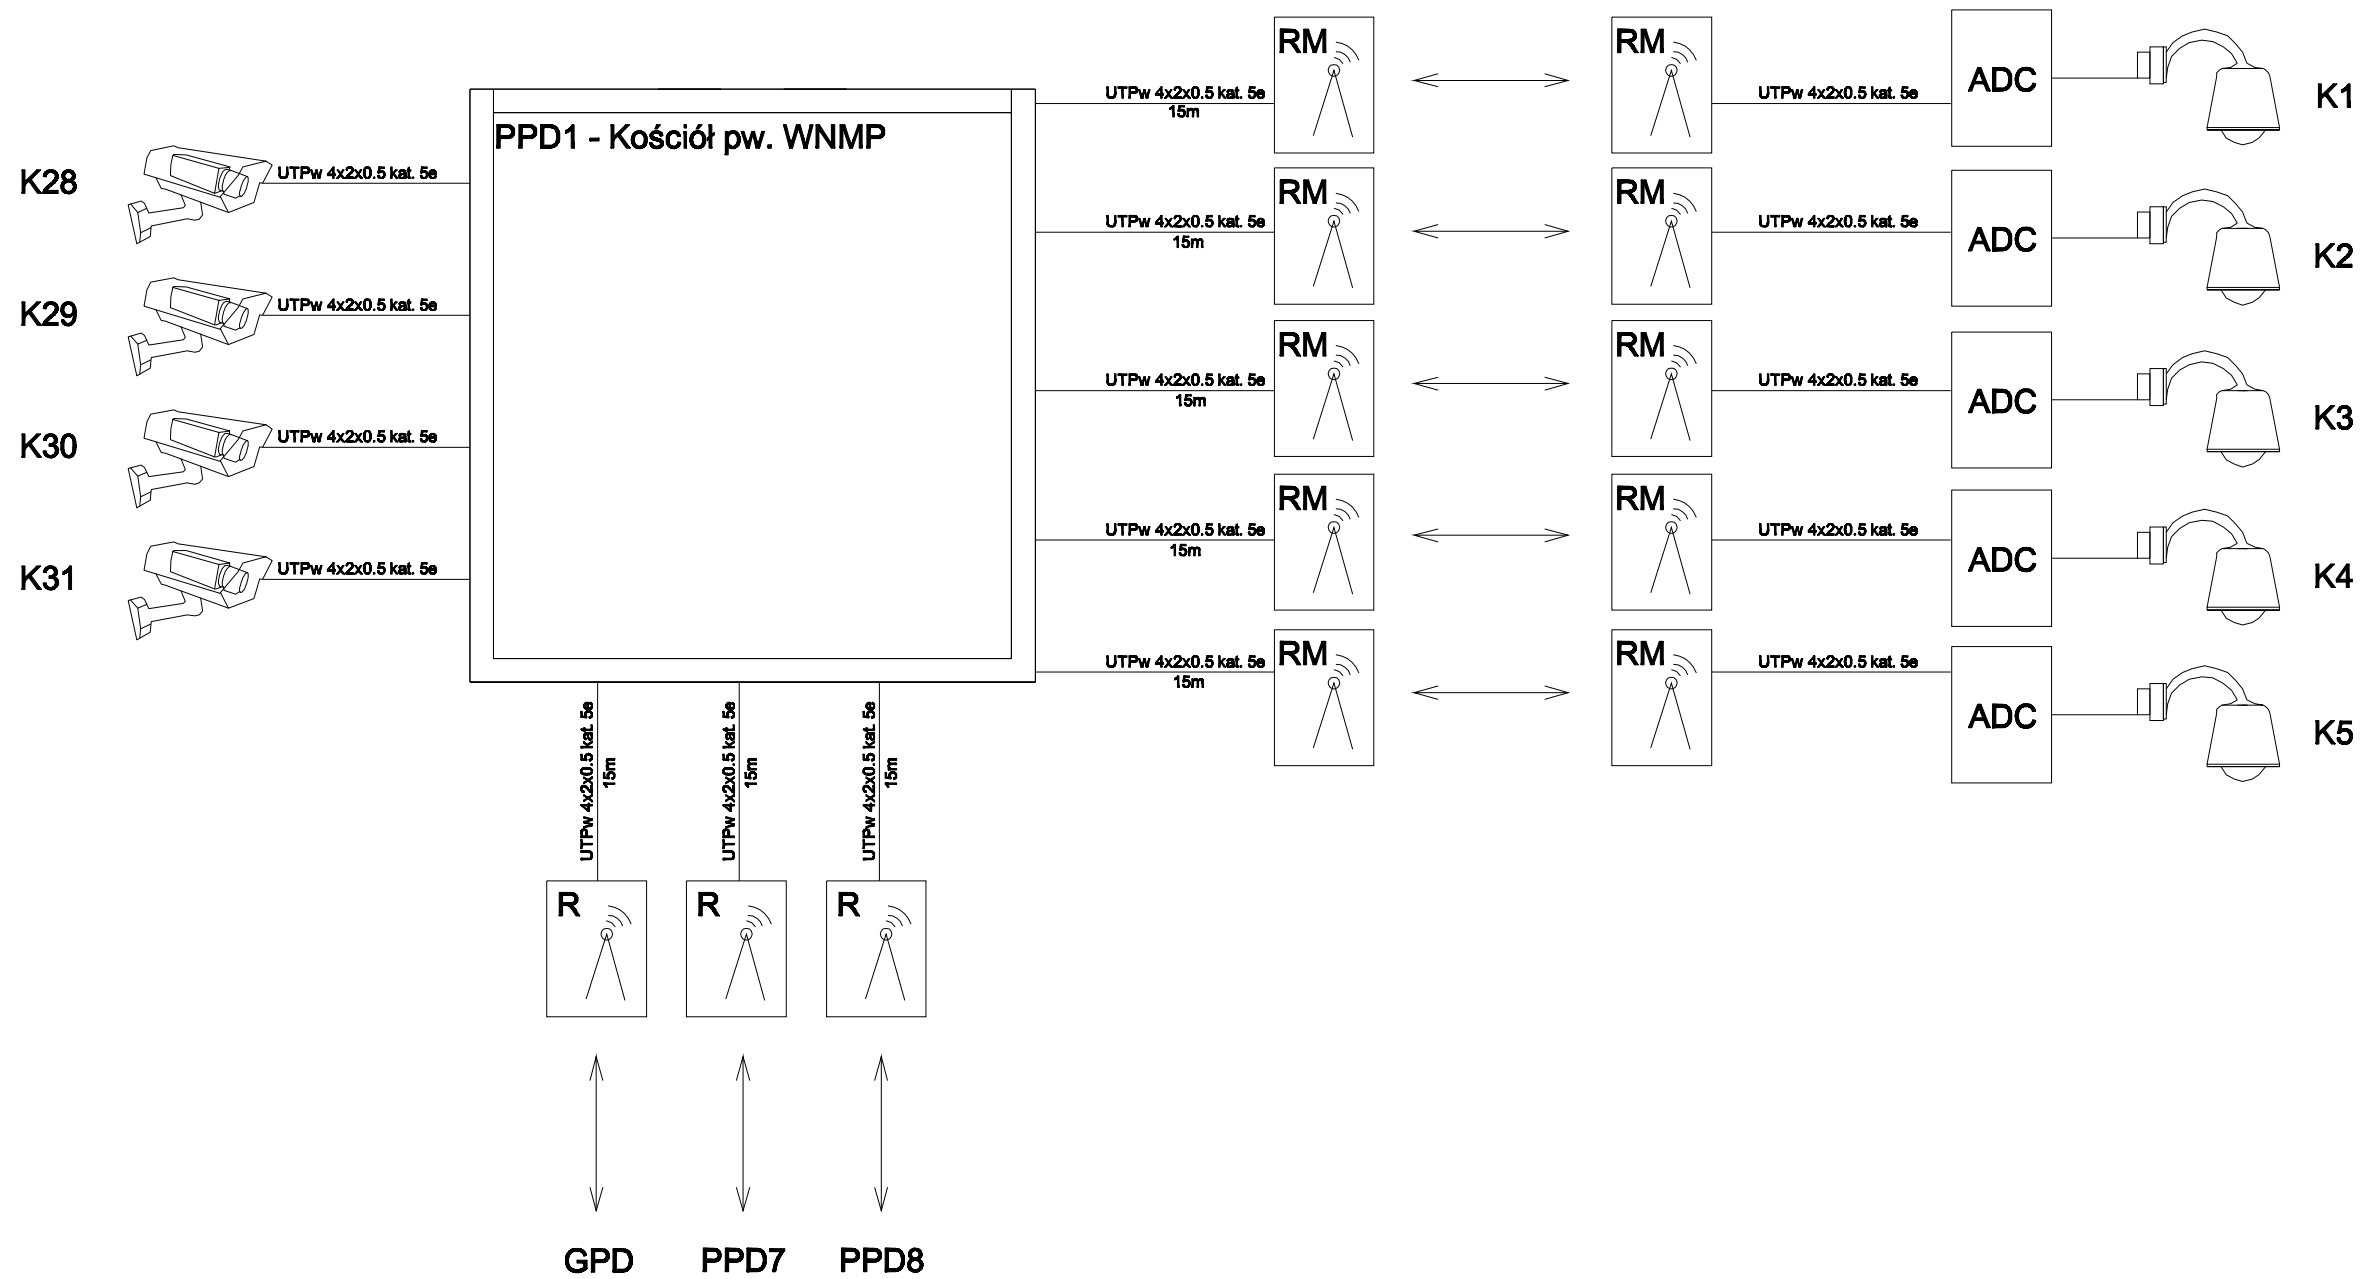 RM
RM
ADC
UTPw 4x2x0.5 kat. 5e
15m
UTPw 4x2x0.5 kat. 5e
K1
PPD1 - Kościół pw. WNMP
K28
UTPw 4x2x0.5 kat. 5e
RM
RM
ADC
UTPw 4x2x0.5 kat. 5e
15m
UTPw 4x2x0.5 kat. 5e
K2
K29
UTPw 4x2x0.5 kat. 5e
RM
RM
ADC
UTPw 4x2x0.5 kat. 5e
15m
UTPw 4x2x0.5 kat. 5e
K3
K30
UTPw 4x2x0.5 kat. 5e
RM
RM
ADC
UTPw 4x2x0.5 kat. 5e
15m
UTPw 4x2x0.5 kat. 5e
K4
K31
UTPw 4x2x0.5 kat. 5e
RM
RM
ADC
UTPw 4x2x0.5 kat. 5e
15m
UTPw 4x2x0.5 kat. 5e
K5
UTPw 4x2x0.5 kat. 5e
15m
UTPw 4x2x0.5 kat. 5e
15m
UTPw 4x2x0.5 kat. 5e
15m
R
R
R
GPD
PPD7
PPD8